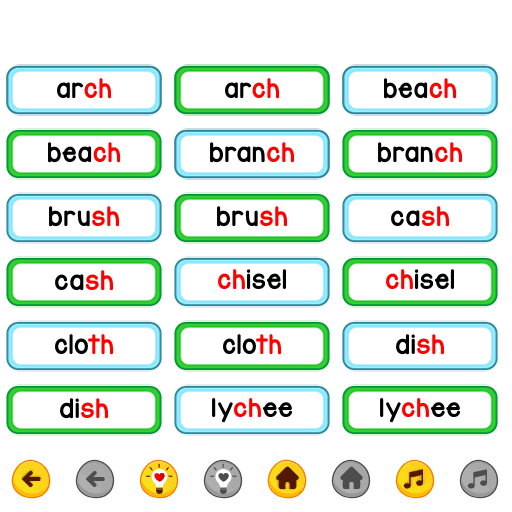 arch arch beach
beach branch branch
brush brush cash
cash chisel chisel
cloth cloth dish
dish lychee lychee